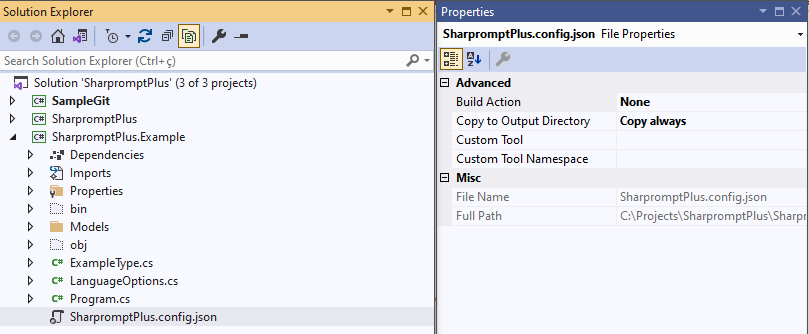 Solution Explorer
Search Solution Explorer (Ctrl+ç)
Solution 'SharpromptPlus' (3 of 3 projects)
C# SampleGit
C# SharpromptPlus
C# SharpromptPlus.Example
Dependencies
Imports
Properties
bin
Models
obj
C# ExampleType.cs
C# LanguageOptions.cs
C# Program.cs
SharpromptPlus.config.json
Properties
SharpromptPlus.config.json File Properties
Advanced
Build Action None
Copy to Output Directory Copy always
Custom Tool
Custom Tool Namespace
Misc
File Name SharpromptPlus.config.json
Full Path C:\Projects\SharpromptPlus\Sharpr